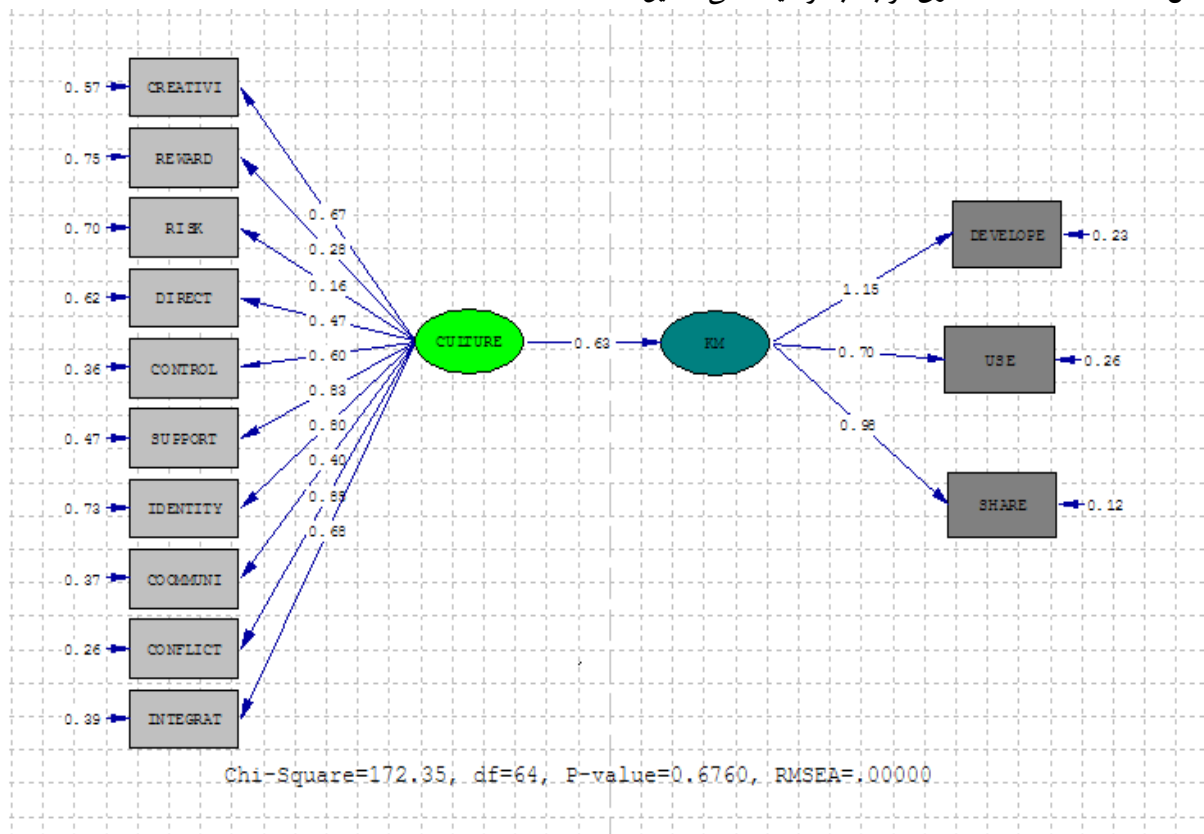 0.57 CREATIVI
0.75 REWARD
0.70 RISK
0.62 DIRECT
0.36 CONTROL
0.47 SUPPORT
0.73 IDENTITY
0.37 COOMMUNI
0.26 CONFLICT
0.39 INTEGRAT
0.67
0.28
0.16
0.47
0.60
0.83
0.80
0.40
0.85
0.68
CULTURE
0.63
KM
1.15
0.70
0.98
DEVELOPE 0.23
USE 0.26
SHARE 0.12
Chi-Square=172.35, df=64, P-value=0.6760, RMSEA=.00000